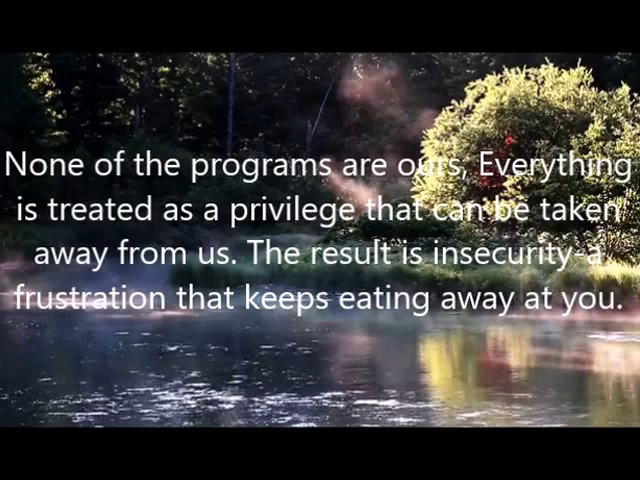 None of the programs are ours, Everything
is treated as a privilege that can be taken
away from us. The result is insecurity-a
frustration that keeps eating away at you.